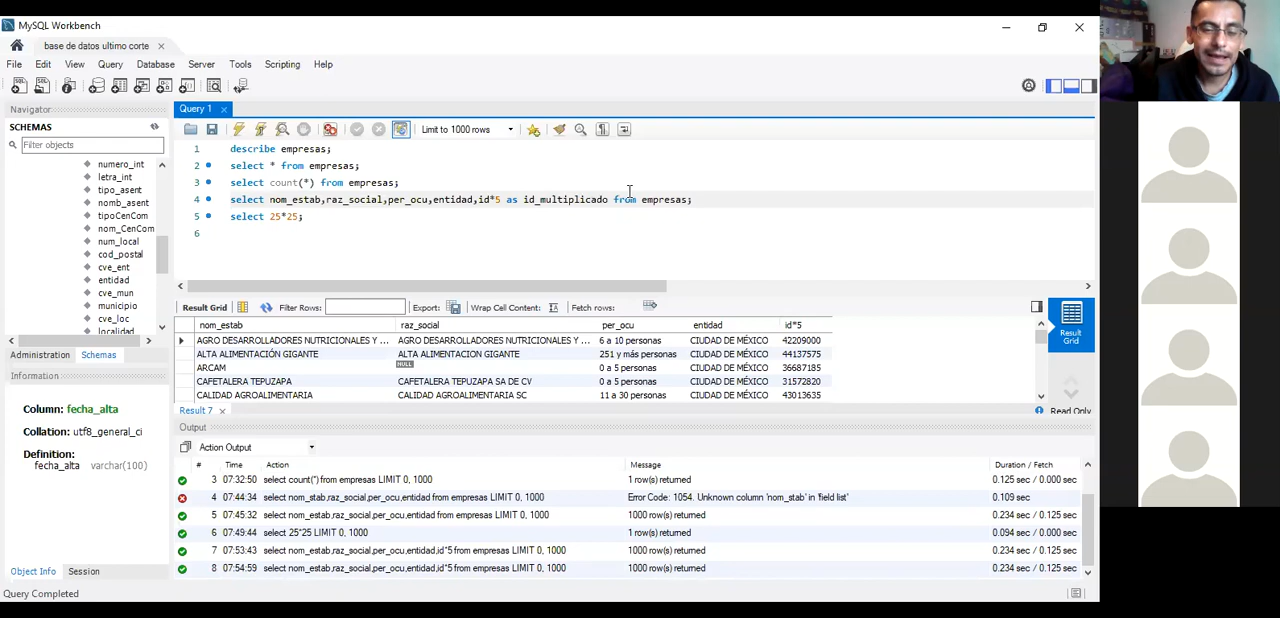 MySQL Workbench
base de datos ultimo corte
File Edit View Query Database Server Tools Scripting Help
Navigator
SCHEMAS
Filter objects
numero_int
letra_int
tipo_asent
nomb_asent
tipoCenCom
nom_CenCom
num_local
cod_postal
cve_ent
entidad
cve_mun
municipio
cve_loc
localidad
Administration Schemas
Information
Column: fecha_alta
Collation: utf8_general_ci
Definition:
fecha_alta varchar(100)
Object Info Session
Query Completed
Query 1
Limit to 1000 rows
1 describe empresas;
2 select * from empresas;
3 select count(*) from empresas;
4 select nom_estab,raz_social,per_ocu,entidad,id*5 as id_multiplicado from empresas;
5 select 25*25;
6
Result Grid Filter Rows: Export: Wrap Cell Content: Fetch rows:
nom_estab raz_social per_ocu entidad id*5
AGRO DESARROLLADORES NUTRICIONALES Y ... AGRO DESARROLLADORES NUTRICIONALES Y ... 6 a 10 personas CIUDAD DE MÉXICO 42209000
ALTA ALIMENTACIÓN GIGANTE ALTA ALIMENTACION GIGANTE 251 y más personas CIUDAD DE MÉXICO 44137575
ARCAM NULL 0 a 5 personas CIUDAD DE MÉXICO 36687185
CAFETALERA TEPUZAPA CAFETALERA TEPUZAPA SA DE CV 0 a 5 personas CIUDAD DE MÉXICO 31572820
CALIDAD AGROALIMENTARIA CALIDAD AGROALIMENTARIA SC 11 a 30 personas CIUDAD DE MÉXICO 43013635
Result Grid
Result 7
Read Only
Output
Action Output
# Time Action Message Duration / Fetch
3 07:32:50 select count(*) from empresas LIMIT 0, 1000 1 row(s) returned 0.125 sec / 0.000 sec
4 07:44:34 select nom_stab,raz_social,per_ocu,entidad from empresas LIMIT 0, 1000 Error Code: 1054. Unknown column 'nom_stab' in 'field list' 0.109 sec
5 07:45:32 select nom_estab,raz_social,per_ocu,entidad from empresas LIMIT 0, 1000 1000 row(s) returned 0.234 sec / 0.125 sec
6 07:49:44 select 25*25 LIMIT 0, 1000 1 row(s) returned 0.094 sec / 0.000 sec
7 07:53:43 select nom_estab,raz_social,per_ocu,entidad,id*5 from empresas LIMIT 0, 1000 1000 row(s) returned 0.234 sec / 0.125 sec
8 07:54:59 select nom_estab,raz_social,per_ocu,entidad,id*5 from empresas LIMIT 0, 1000 1000 row(s) returned 0.234 sec / 0.125 sec